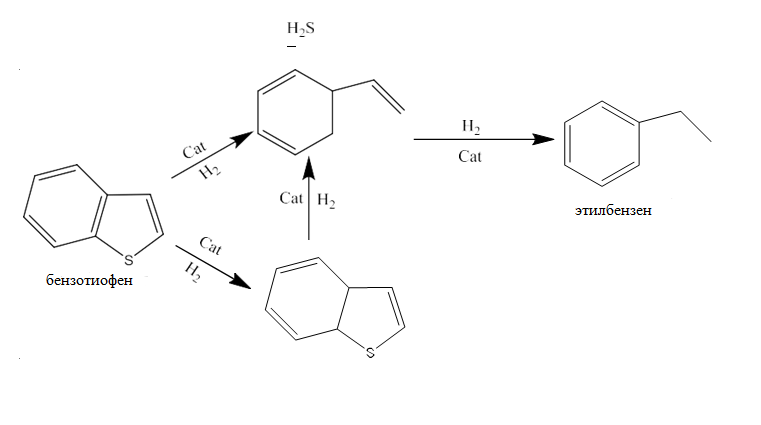 H₂S
Cat
H₂
H₂
Cat
этилбензен
Cat H₂
S
бензотиофен
Cat
H₂
S